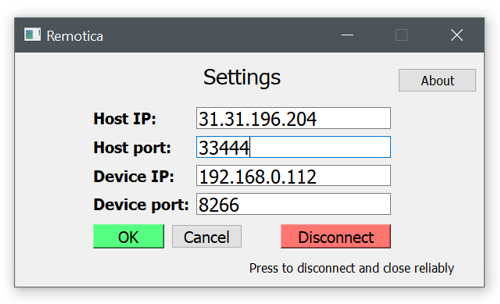 Remotica
Settings
About
Host IP: 31.31.196.204
Host port: 33444
Device IP: 192.168.0.112
Device port: 8266
OK Cancel Disconnect
Press to disconnect and close reliably